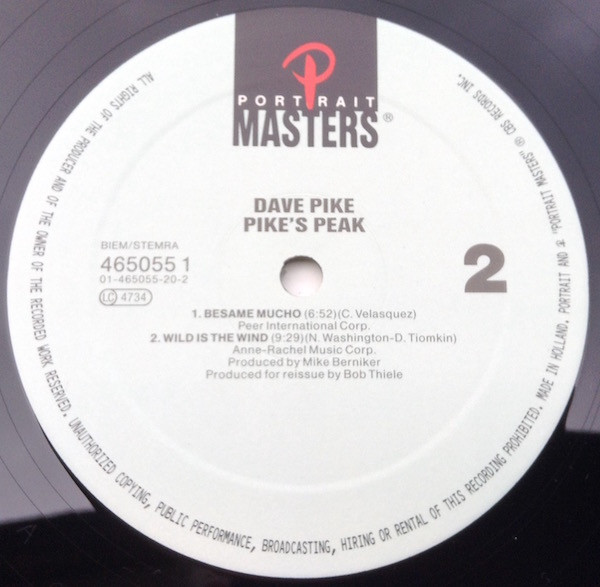 PORTRAIT
MASTERS®
DAVE PIKE
PIKE'S PEAK
BIEM/STEMRA
465055 1
01-465055-20-2
LC 4734
2
1. BESAME MUCHO (6:52)(C. Velasquez)
Peer International Corp.
2. WILD IS THE WIND (9:29)(N. Washington-D. Tiomkin)
Anne-Rachel Music Corp.
Produced by Mike Berniker
Produced for reissue by Bob Thiele
ALL RIGHTS OF THE PRODUCER AND OF THE OWNER OF THE RECORDED WORK RESERVED. UNAUTHORIZED COPYING, PUBLIC PERFORMANCE, BROADCASTING, HIRING OR RENTAL OF THIS RECORDING PROHIBITED. MADE IN HOLLAND. PORTRAIT AND "PORTRAIT MASTERS" ® CBS RECORDS INC.